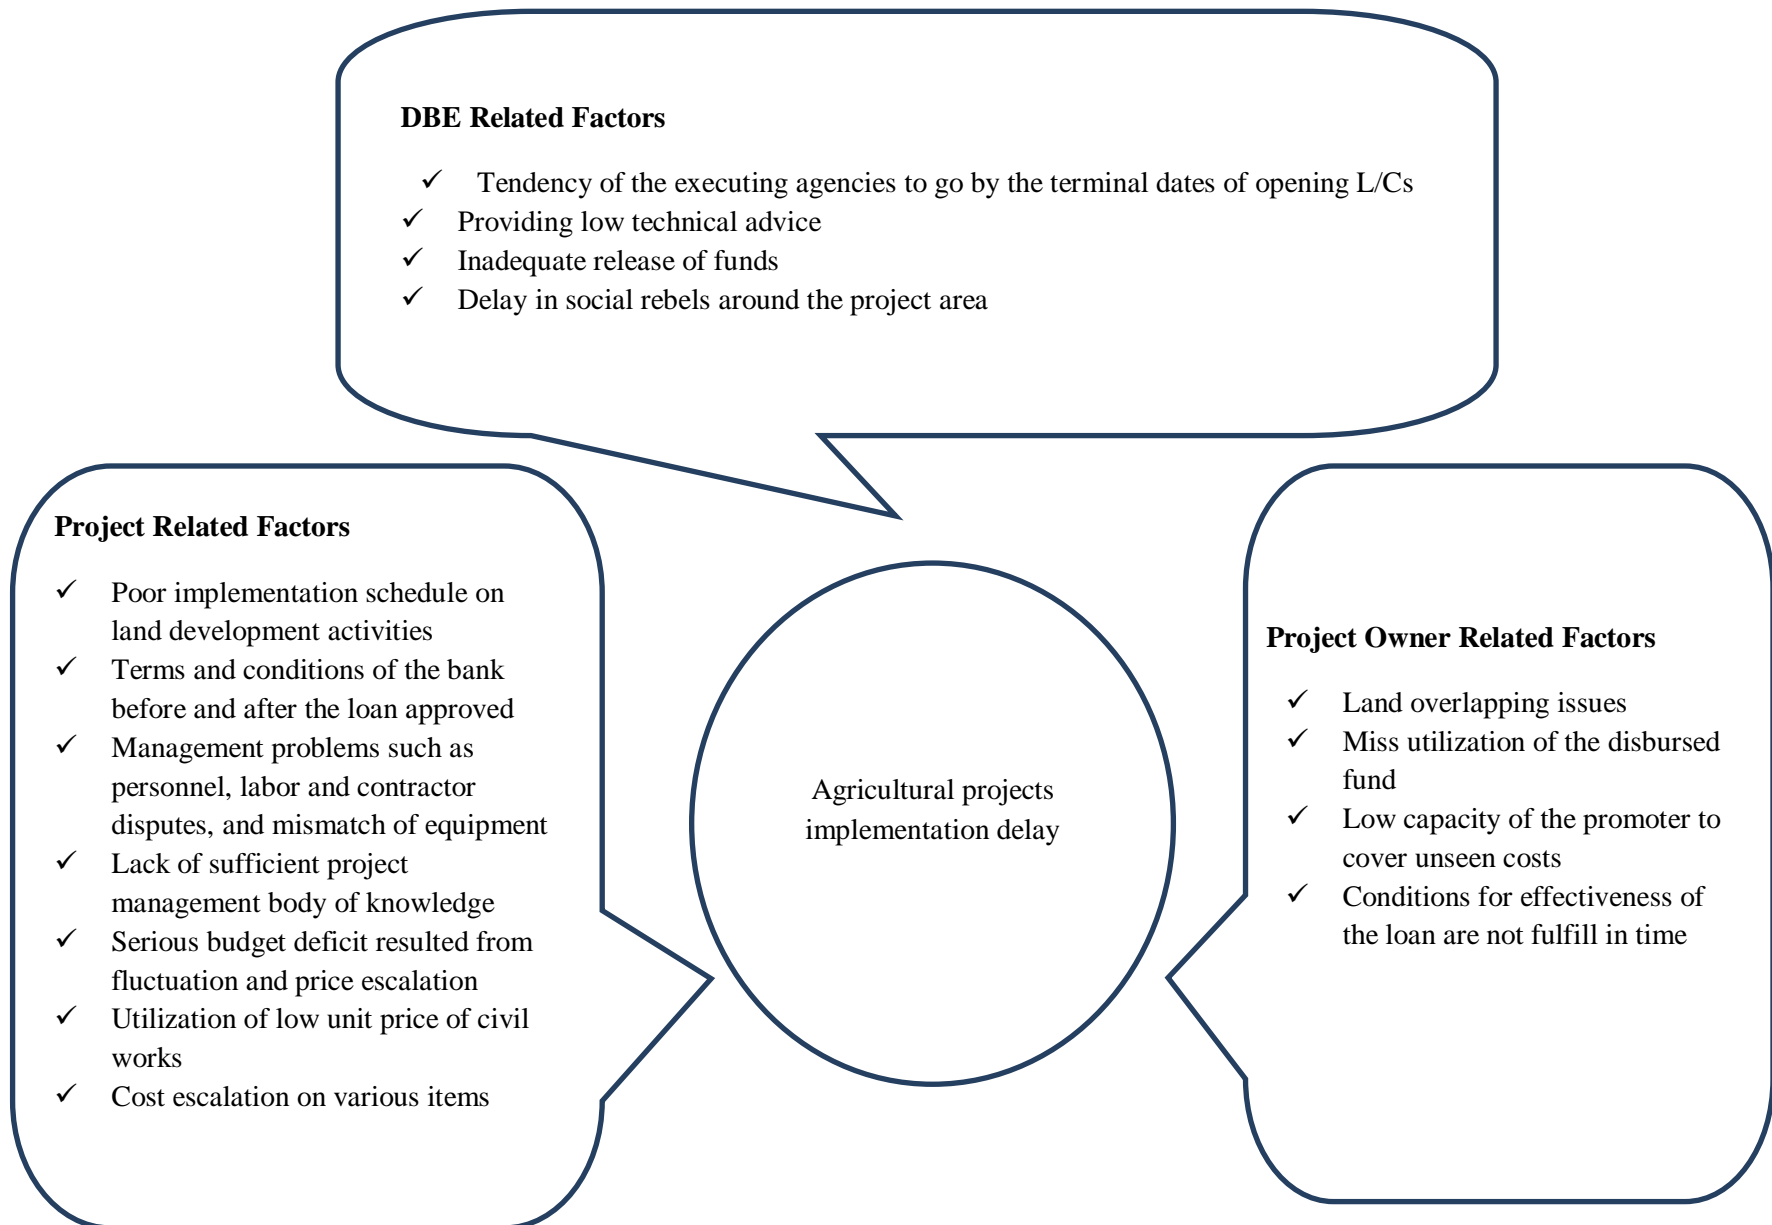 DBE Related Factors
✓ Tendency of the executing agencies to go by the terminal dates of opening L/Cs
✓ Providing low technical advice
✓ Inadequate release of funds
✓ Delay in social rebels around the project area
Project Related Factors
✓ Poor implementation schedule on
land development activities
✓ Terms and conditions of the bank
before and after the loan approved
✓ Management problems such as
personnel, labor and contractor
disputes, and mismatch of equipment
✓ Lack of sufficient project
management body of knowledge
✓ Serious budget deficit resulted from
fluctuation and price escalation
✓ Utilization of low unit price of civil
works
✓ Cost escalation on various items
Agricultural projects
implementation delay
Project Owner Related Factors
✓ Land overlapping issues
✓ Miss utilization of the disbursed
fund
✓ Low capacity of the promoter to
cover unseen costs
✓ Conditions for effectiveness of
the loan are not fulfill in time